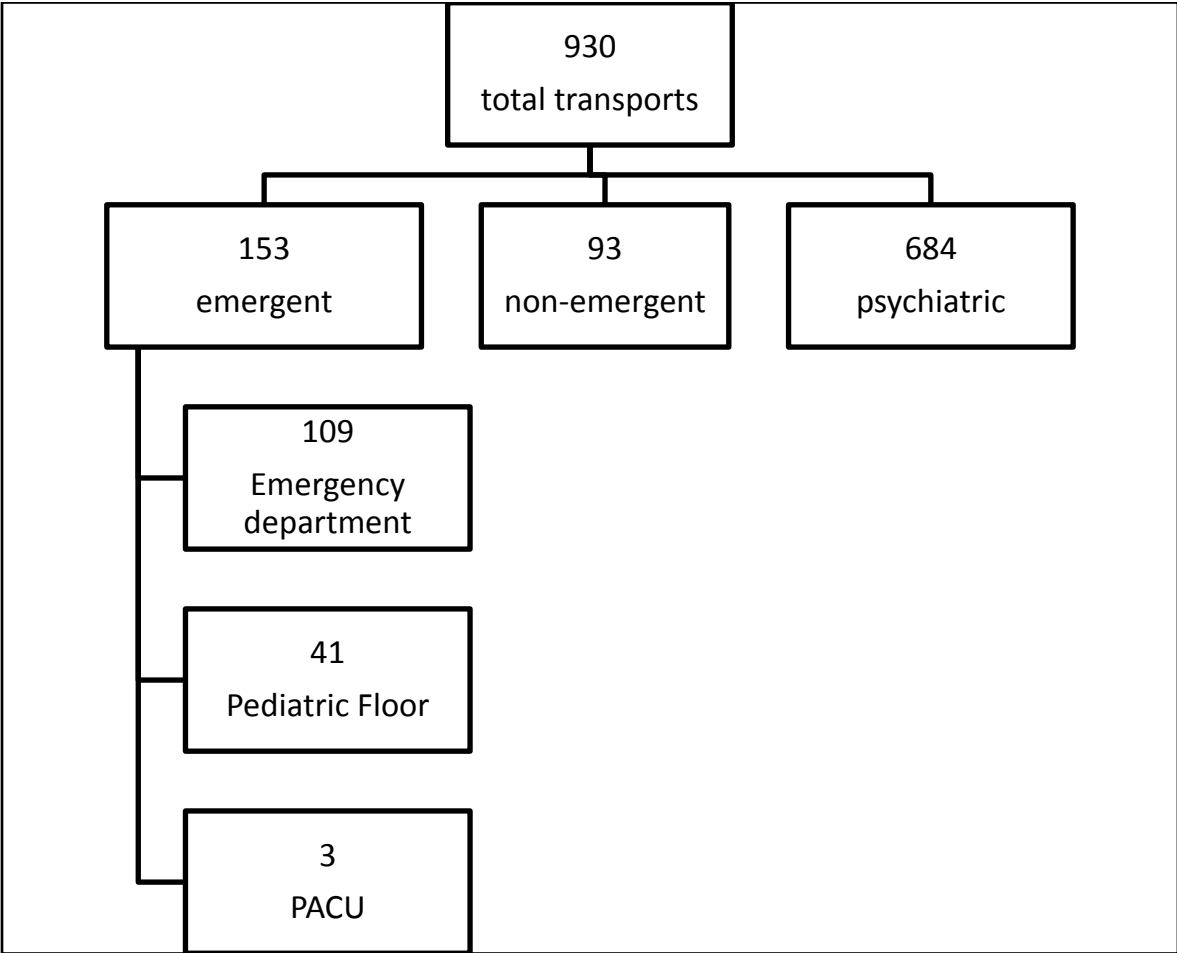 930
total transports
153
emergent
93
non-emergent
684
psychiatric
109
Emergency
department
41
Pediatric Floor
3
PACU